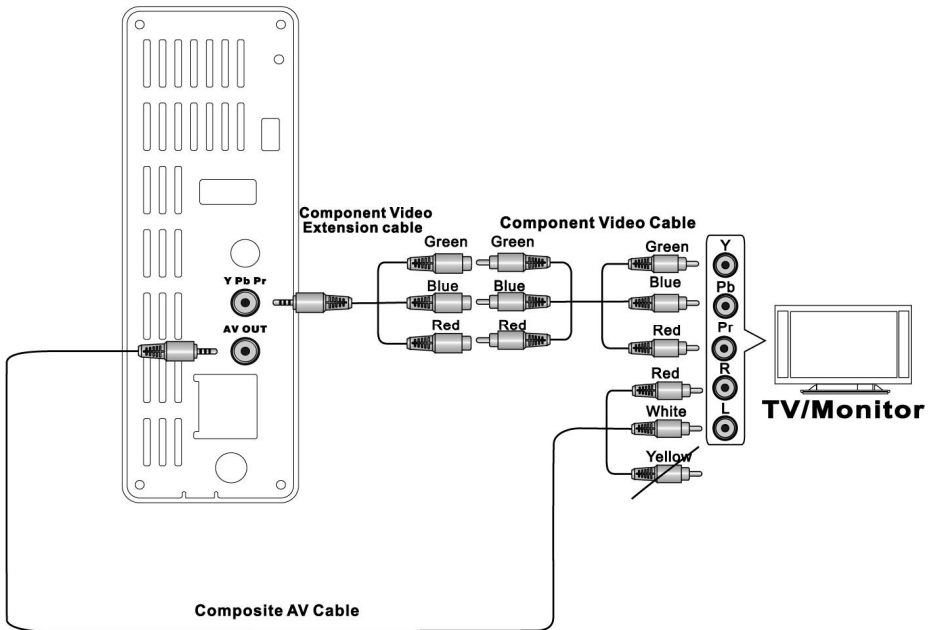 Component Video
Extension cable
Component Video Cable
Green
Green
Green
Y
Blue
Blue
Blue
Pb
Red
Red
Red
Pr
Y Pb Pr
AV OUT
Red
R
White
L
Yellow
TV/Monitor
Composite AV Cable